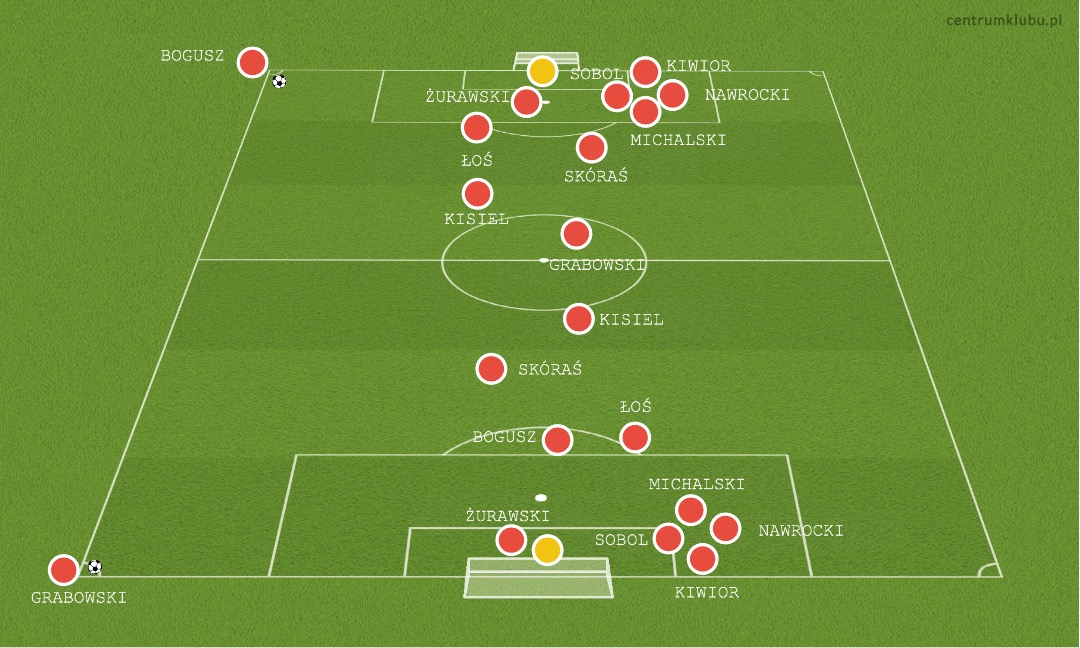 centrumklubu.pl
BOGUSZ
SOBOL
KIWIOR
ŻURAWSKI
NAWROCKI
MICHALSKI
ŁOŚ
SKÓRAŚ
KISIEL
GRABOWSKI
KISIEL
SKÓRAŚ
ŁOŚ
BOGUSZ
MICHALSKI
ŻURAWSKI
NAWROCKI
SOBOL
KIWIOR
GRABOWSKI